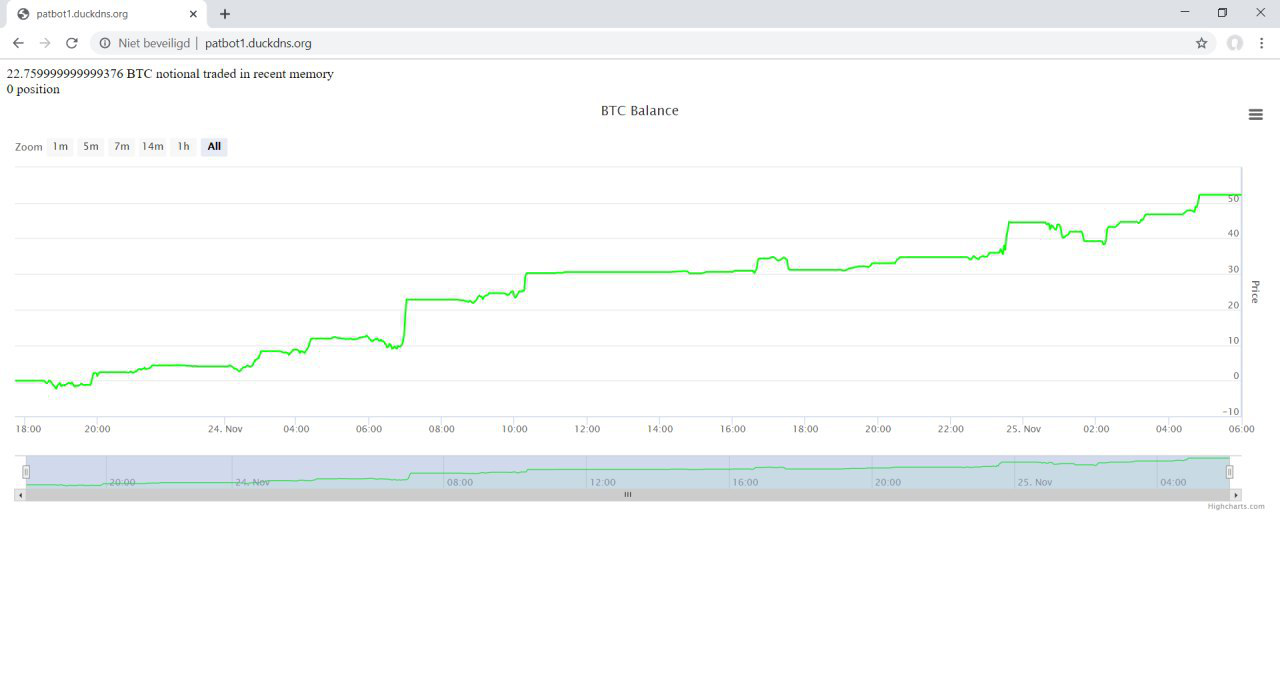 patbot1.duckdns.org
Niet beveiligd | patbot1.duckdns.org
22.759999999999376 BTC notional traded in recent memory
0 position
BTC Balance
Zoom 1m 5m 7m 14m 1h All
50
40
30
20
10
0
−10
Price
18:00 20:00 24. Nov 04:00 06:00 08:00 10:00 12:00 14:00 16:00 18:00 20:00 22:00 25. Nov 02:00 04:00 06:00
20:00 24. Nov 08:00 12:00 16:00 20:00 25. Nov 04:00
Highcharts.com